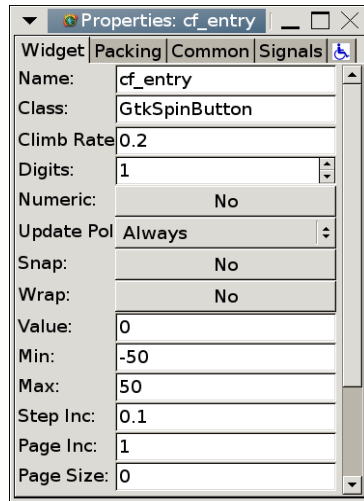 Properties: cf_entry
Widget Packing Common Signals
Name: cf_entry
Class: GtkSpinButton
Climb Rate 0.2
Digits: 1
Numeric: No
Update Pol Always
Snap: No
Wrap: No
Value: 0
Min: -50
Max: 50
Step Inc: 0.1
Page Inc: 1
Page Size: 0